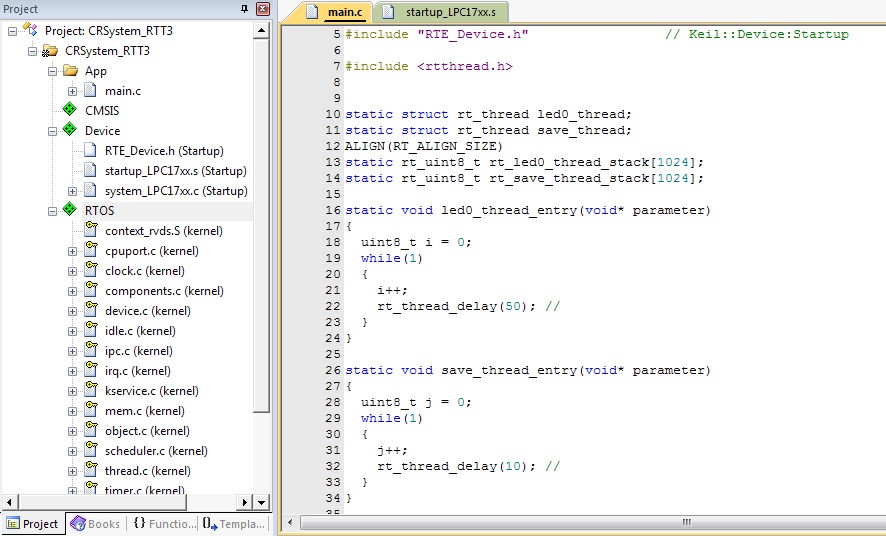 Project
Project: CRSystem_RTT3
CRSystem_RTT3
App
main.c
CMSIS
Device
RTE_Device.h (Startup)
startup_LPC17xx.s (Startup)
system_LPC17xx.c (Startup)
RTOS
context_rvds.S (kernel)
cpuport.c (kernel)
clock.c (kernel)
components.c (kernel)
device.c (kernel)
idle.c (kernel)
ipc.c (kernel)
irq.c (kernel)
kservice.c (kernel)
mem.c (kernel)
object.c (kernel)
scheduler.c (kernel)
thread.c (kernel)
timer.c (kernel)
Project Books {} Functio... 0 Templa...
main.c startup_LPC17xx.s
5 #include "RTE_Device.h" // Keil::Device:Startup
6
7 #include <rtthread.h>
8
9
10 static struct rt_thread led0_thread;
11 static struct rt_thread save_thread;
12 ALIGN(RT_ALIGN_SIZE)
13 static rt_uint8_t rt_led0_thread_stack[1024];
14 static rt_uint8_t rt_save_thread_stack[1024];
15
16 static void led0_thread_entry(void* parameter)
17 {
18 uint8_t i = 0;
19 while(1)
20 {
21 i++;
22 rt_thread_delay(50); //
23 }
24 }
25
26 static void save_thread_entry(void* parameter)
27 {
28 uint8_t j = 0;
29 while(1)
30 {
31 j++;
32 rt_thread_delay(10); //
33 }
34 }
35